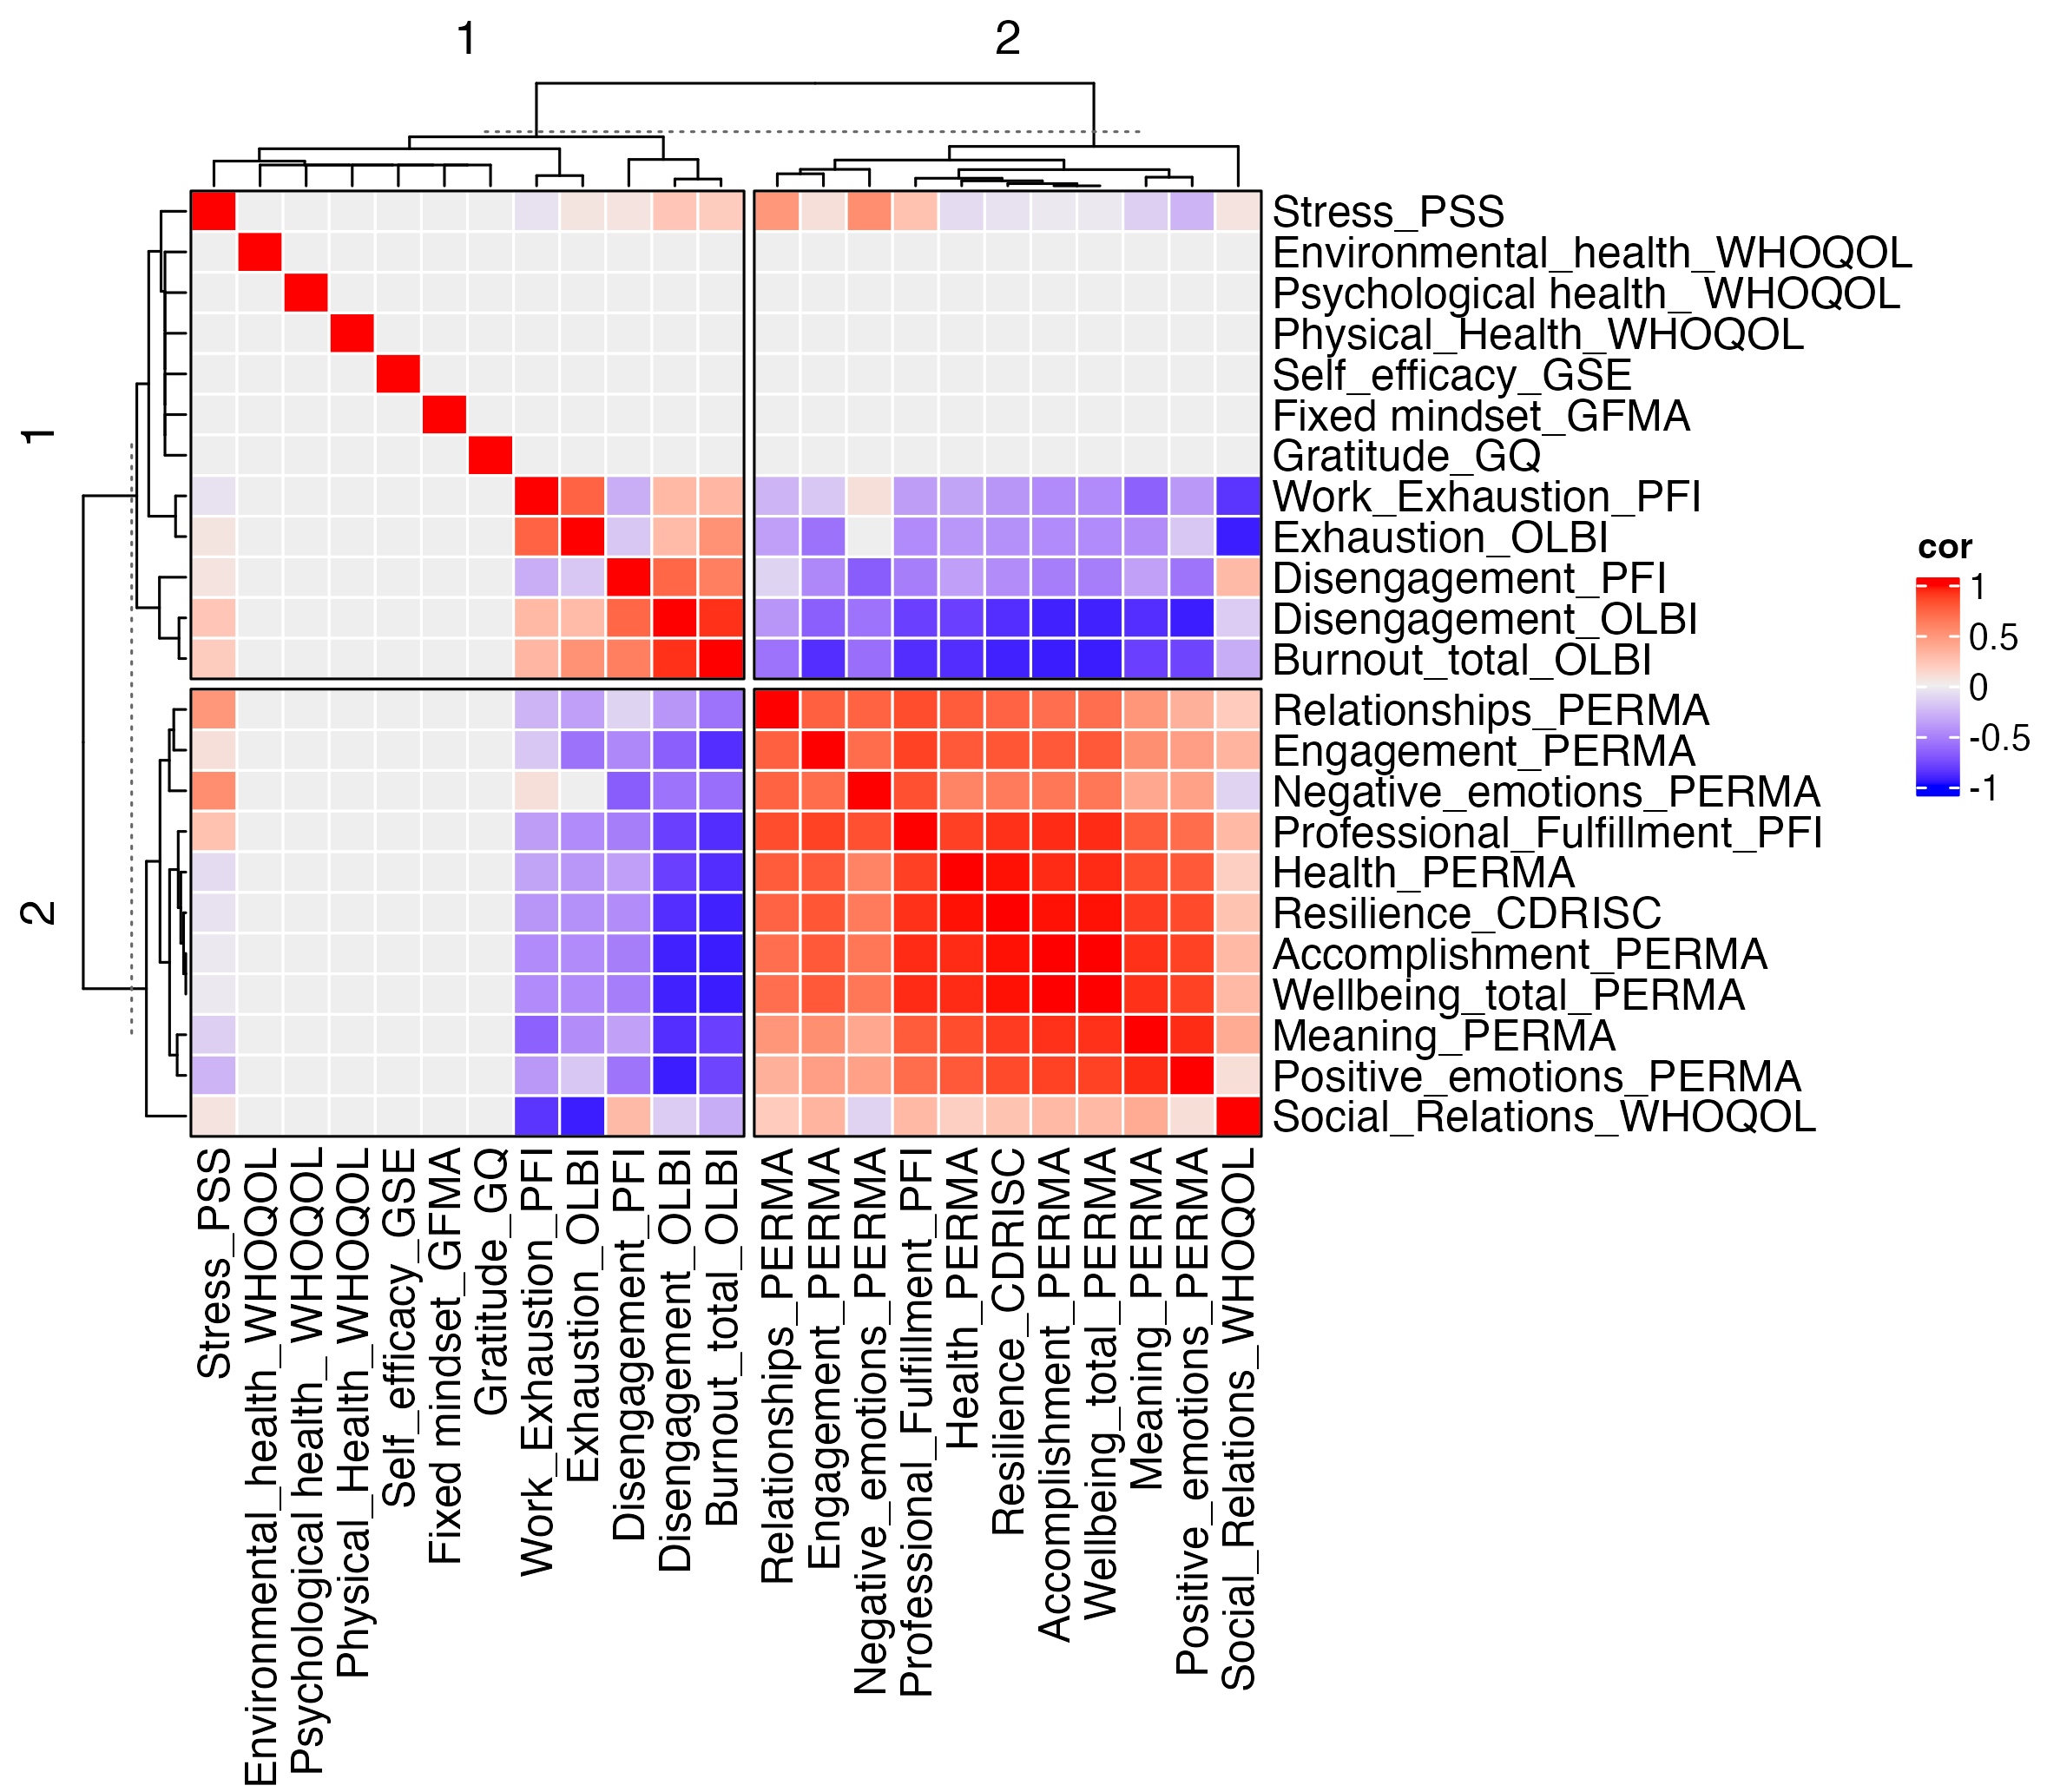 1
2
1
2
Stress_PSS
Environmental_health_WHOQOL
Psychological health_ WHOQOL
Physical_Health_WHOQOL
Self_efficacy_GSE
Fixed mindset_GFMA
Gratitude_GQ
Work_Exhaustion_PFI
Exhaustion_OLBI
Disengagement_PFI
Disengagement_OLBI
Burnout_total_OLBI
Relationships_PERMA
Engagement_PERMA
Negative_emotions_PERMA
Professional_Fulfillment_PFI
Health_PERMA
Resilience_CDRISC
Accomplishment_PERMA
Wellbeing_total_PERMA
Meaning_PERMA
Positive_emotions_PERMA
Social_Relations_WHOQOL
cor
1
0.5
0
-0.5
-1
Stress_PSS
Environmental_health_WHOQOL
Psychological health_ WHOQOL
Physical_Health_WHOQOL
Self_efficacy_GSE
Fixed mindset_GFMA
Gratitude_GQ
Work_Exhaustion_PFI
Exhaustion_OLBI
Disengagement_PFI
Disengagement_OLBI
Burnout_total_OLBI
Relationships_PERMA
Engagement_PERMA
Negative_emotions_PERMA
Professional_Fulfillment_PFI
Health_PERMA
Resilience_CDRISC
Accomplishment_PERMA
Wellbeing_total_PERMA
Meaning_PERMA
Positive_emotions_PERMA
Social_Relations_WHOQOL